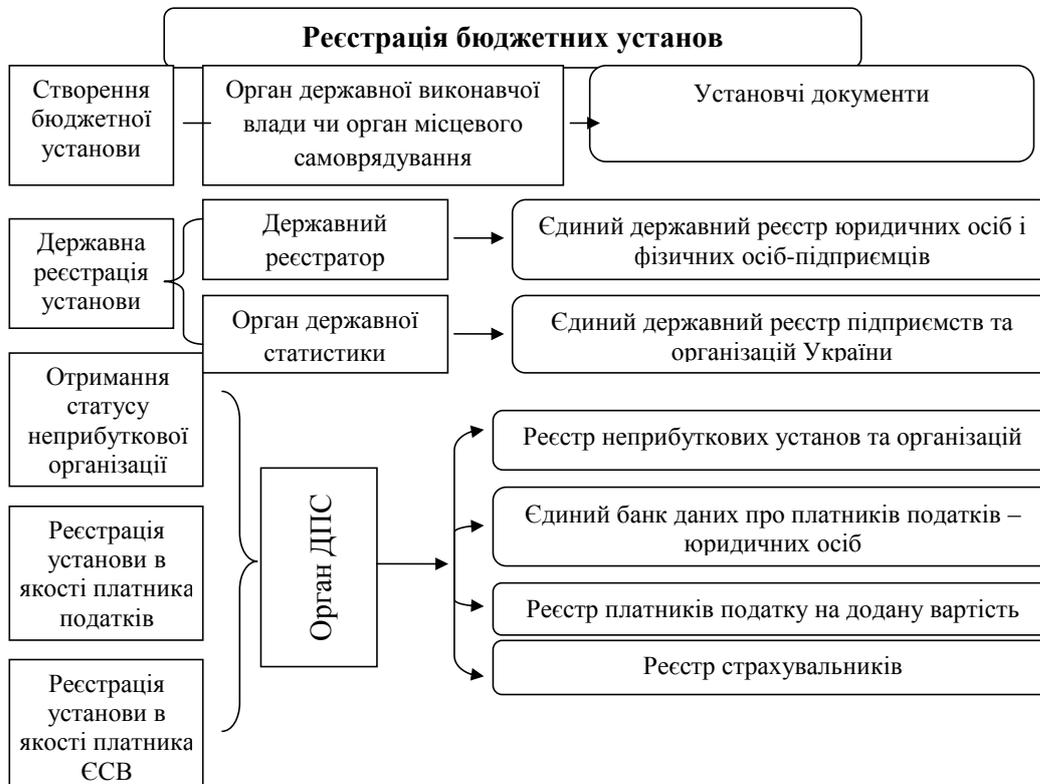 Реєстрація бюджетних установ
Створення
бюджетної
установи
Орган державної виконавчої
влади чи орган місцевого
самоврядування
Установчі документи
Державна
реєстрація
установи
Державний
реєстратор
Єдиний державний реєстр юридичних осіб і
фізичних осіб-підприємців
Орган державної
статистики
Єдиний державний реєстр підприємств та
організацій України
Отримання
статусу
неприбуткової
організації
Реєстрація
установи в
якості платника
податків
Реєстрація
установи в
якості платника
ЄСВ
Орган ДПС
Реєстр неприбуткових установ та організацій
Єдиний банк даних про платників податків –
юридичних осіб
Реєстр платників податку на додану вартість
Реєстр страхувальників